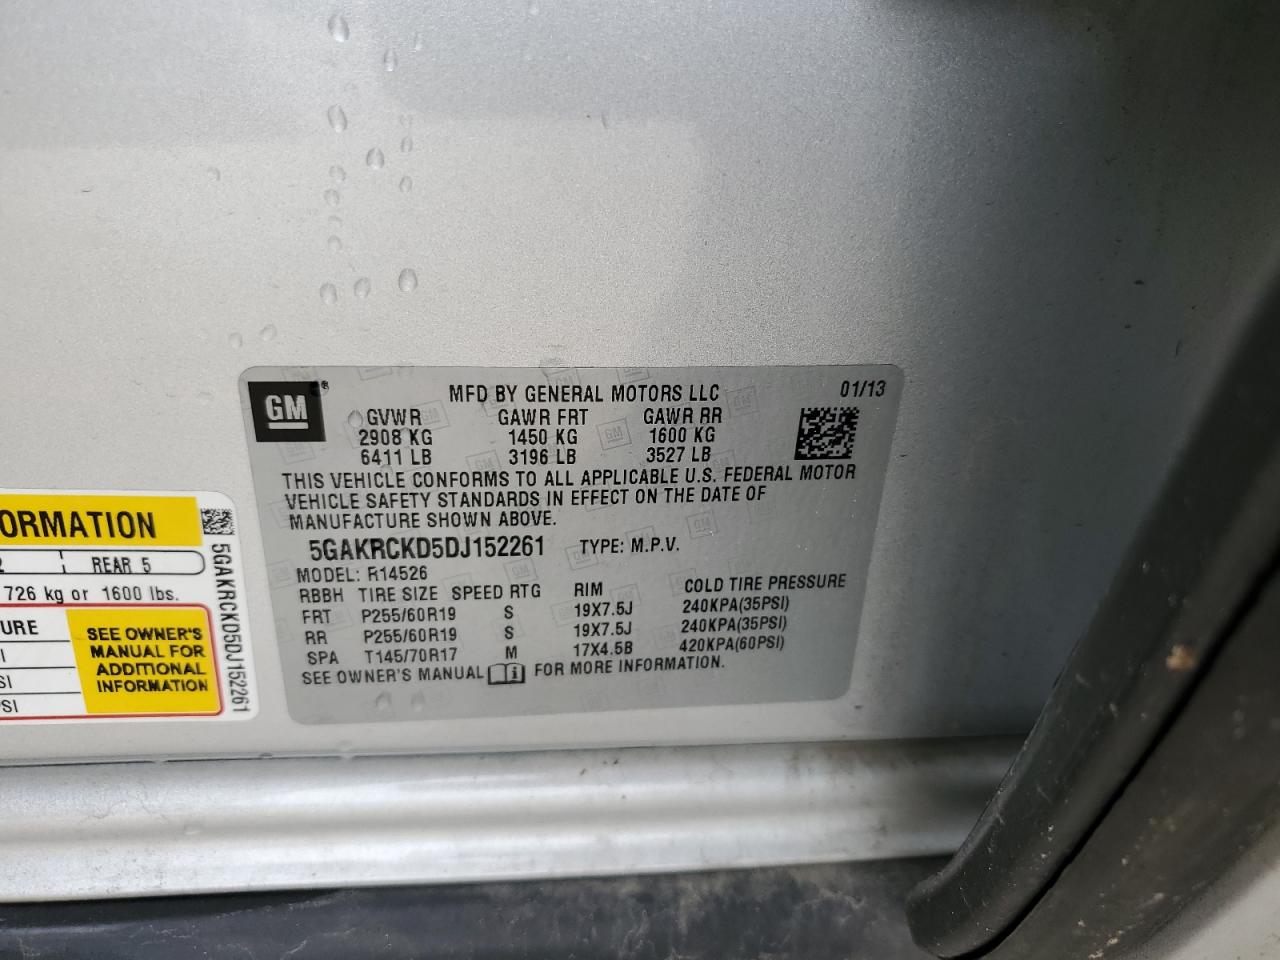 GM®
MFD BY GENERAL MOTORS LLC 01/13
GVWR GAWR FRT GAWR RR
2908 KG 1450 KG 1600 KG
6411 LB 3196 LB 3527 LB
THIS VEHICLE CONFORMS TO ALL APPLICABLE U.S. FEDERAL MOTOR
VEHICLE SAFETY STANDARDS IN EFFECT ON THE DATE OF
MANUFACTURE SHOWN ABOVE.
5GAKRCKD5DJ152261 TYPE: M.P.V.
MODEL: R14526
RBBH TIRE SIZE SPEED RTG RIM COLD TIRE PRESSURE
FRT P255/60R19 S 19X7.5J 240KPA(35PSI)
RR P255/60R19 S 19X7.5J 240KPA(35PSI)
SPA T145/70R17 M 17X4.5B 420KPA(60PSI)
SEE OWNER'S MANUAL FOR MORE INFORMATION.
ORMATION
2 REAR 5
726 kg or 1600 lbs.
URE
I
SI
PSI
SEE OWNER'S
MANUAL FOR
ADDITIONAL
INFORMATION
5GAKRCKD5DJ152261